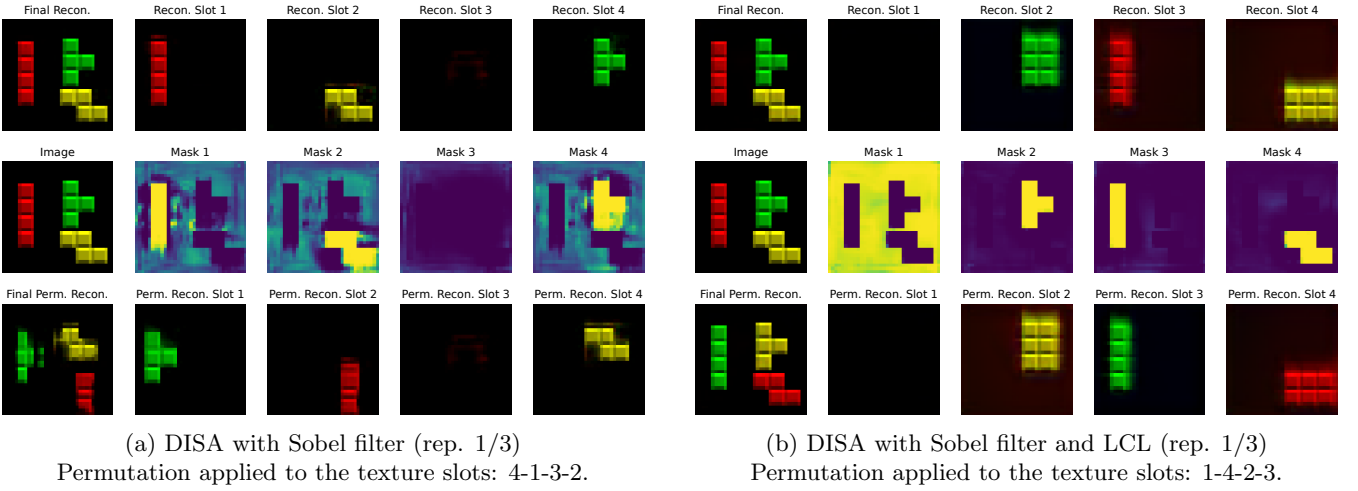 Final Recon. Recon. Slot 1 Recon. Slot 2 Recon. Slot 3 Recon. Slot 4
Image Mask 1 Mask 2 Mask 3 Mask 4
Final Perm. Recon. Perm. Recon. Slot 1 Perm. Recon. Slot 2 Perm. Recon. Slot 3 Perm. Recon. Slot 4
(a) DISA with Sobel filter (rep. 1/3)
Permutation applied to the texture slots: 4-1-3-2.
Final Recon. Recon. Slot 1 Recon. Slot 2 Recon. Slot 3 Recon. Slot 4
Image Mask 1 Mask 2 Mask 3 Mask 4
Final Perm. Recon. Perm. Recon. Slot 1 Perm. Recon. Slot 2 Perm. Recon. Slot 3 Perm. Recon. Slot 4
(b) DISA with Sobel filter and LCL (rep. 1/3)
Permutation applied to the texture slots: 1-4-2-3.